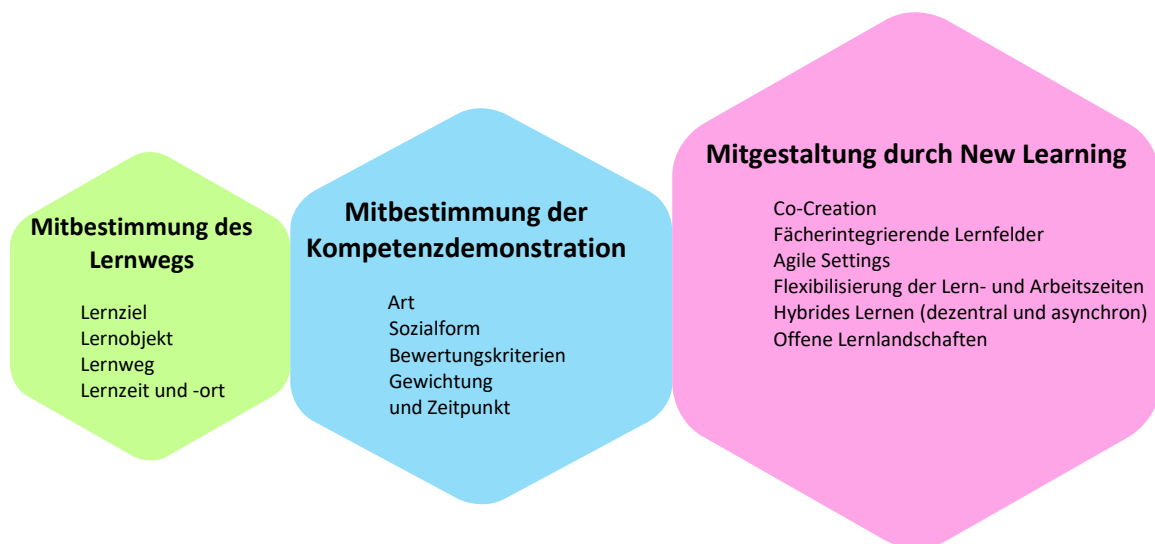 Mitbestimmung des
Lernwegs
Lernziel
Lernobjekt
Lernweg
Lernzeit und -ort
Mitbestimmung der
Kompetenzdemonstration
Art
Sozialform
Bewertungskriterien
Gewichtung
und Zeitpunkt
Mitgestaltung durch New Learning
Co-Creation
Fächerintegrierende Lernfelder
Agile Settings
Flexibilisierung der Lern- und Arbeitszeiten
Hybrides Lernen (dezentral und asynchron)
Offene Lernlandschaften